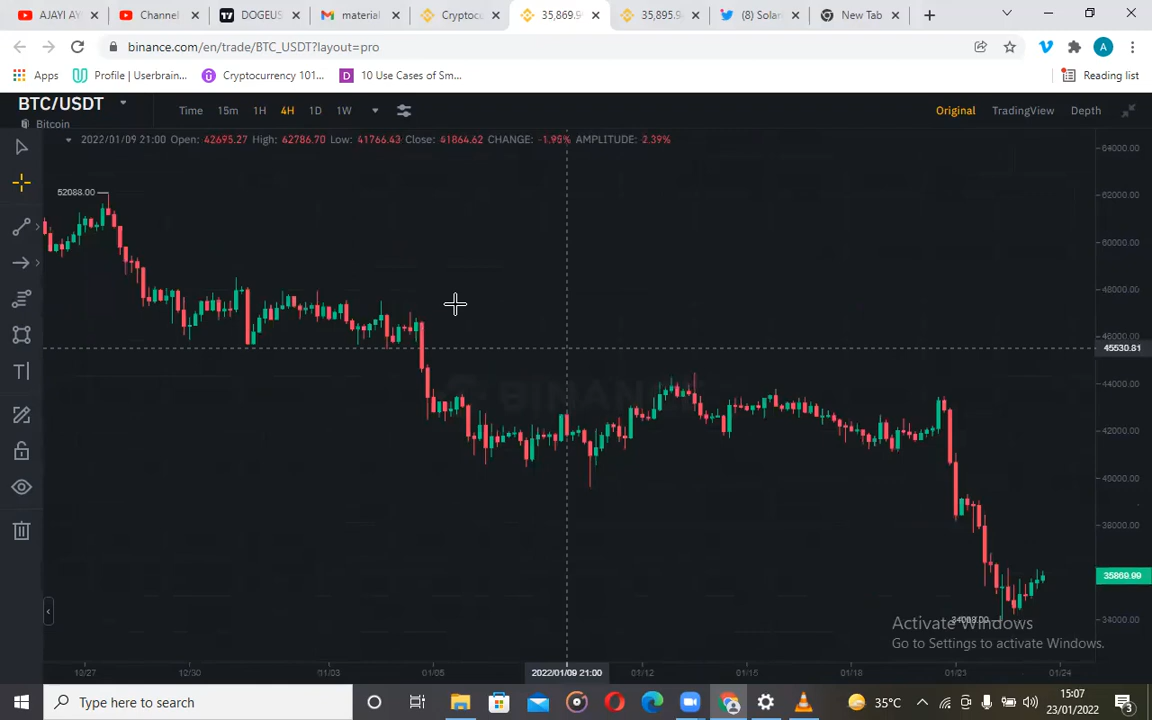 AJAYI AY
Channel
DOGEUS
material
Cryptoc
35,869.9
35,895.9
(8) Solar
New Tab
binance.com/en/trade/BTC_USDT?layout=pro
Apps
Profile | Userbrain...
Cryptocurrency 101...
10 Use Cases of Sm...
Reading list
BTC/USDT
Bitcoin
Time 15m 1H 4H 1D 1W
Original TradingView Depth
2022/01/09 21:00 Open: 42695.27 High: 42786.70 Low: 41766.43 Close: 41864.62 CHANGE: -1.95% AMPLITUDE: 2.39%
64000.00
52088.00
62000.00
60000.00
48000.00
46000.00
45530.81
44000.00
BINANCE
42000.00
40000.00
38000.00
35869.99
34000.00
Activate Windows
Go to Settings to activate Windows.
12/27 12/30 01/03 01/05 2022/01/09 21:00 01/12 01/15 01/18 01/21 01/24
Type here to search
35°C
15:07
23/01/2022
3